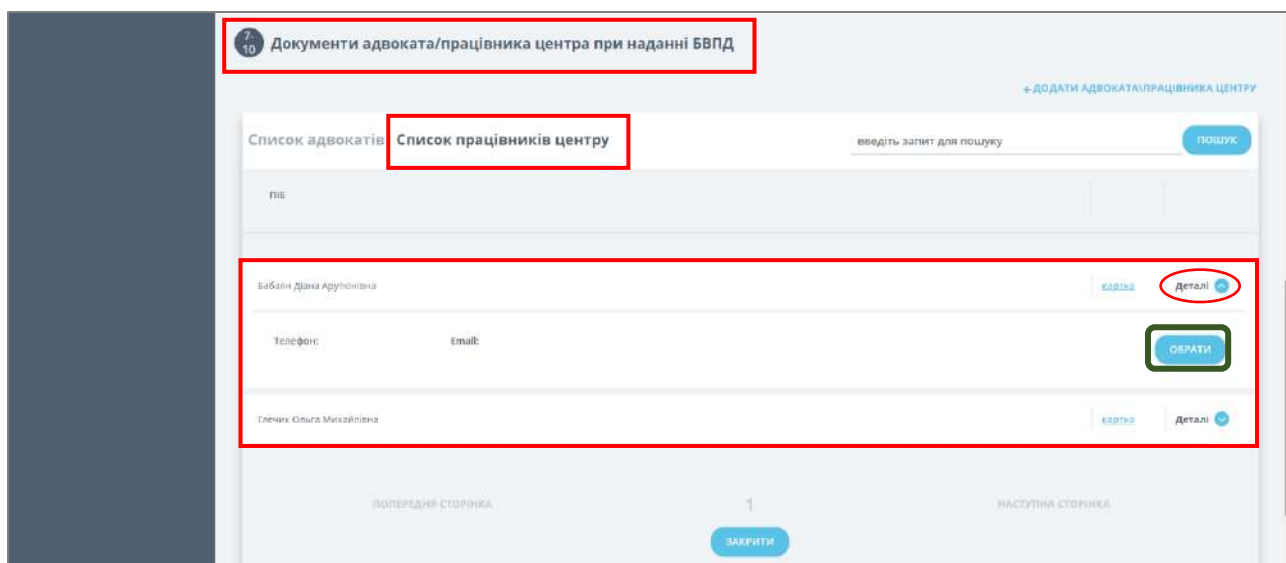 7-
10
Документи адвоката/працівника центра при наданні БВПД
+ ДОДАТИ АДВОКАТА\ПРАЦІВНИКА ЦЕНТРУ
Список адвокатів Список працівників центру введіть запит для пошуку ПОШУК
ПІБ
Діана картка Деталі
Телефон: Email: ОБРАТИ
Глечик Ольга Михайлівна картка Деталі
ПОПЕРЕДНЯ СТОРІНКА 1 НАСТУПНА СТОРІНКА
ЗАКРИТИ